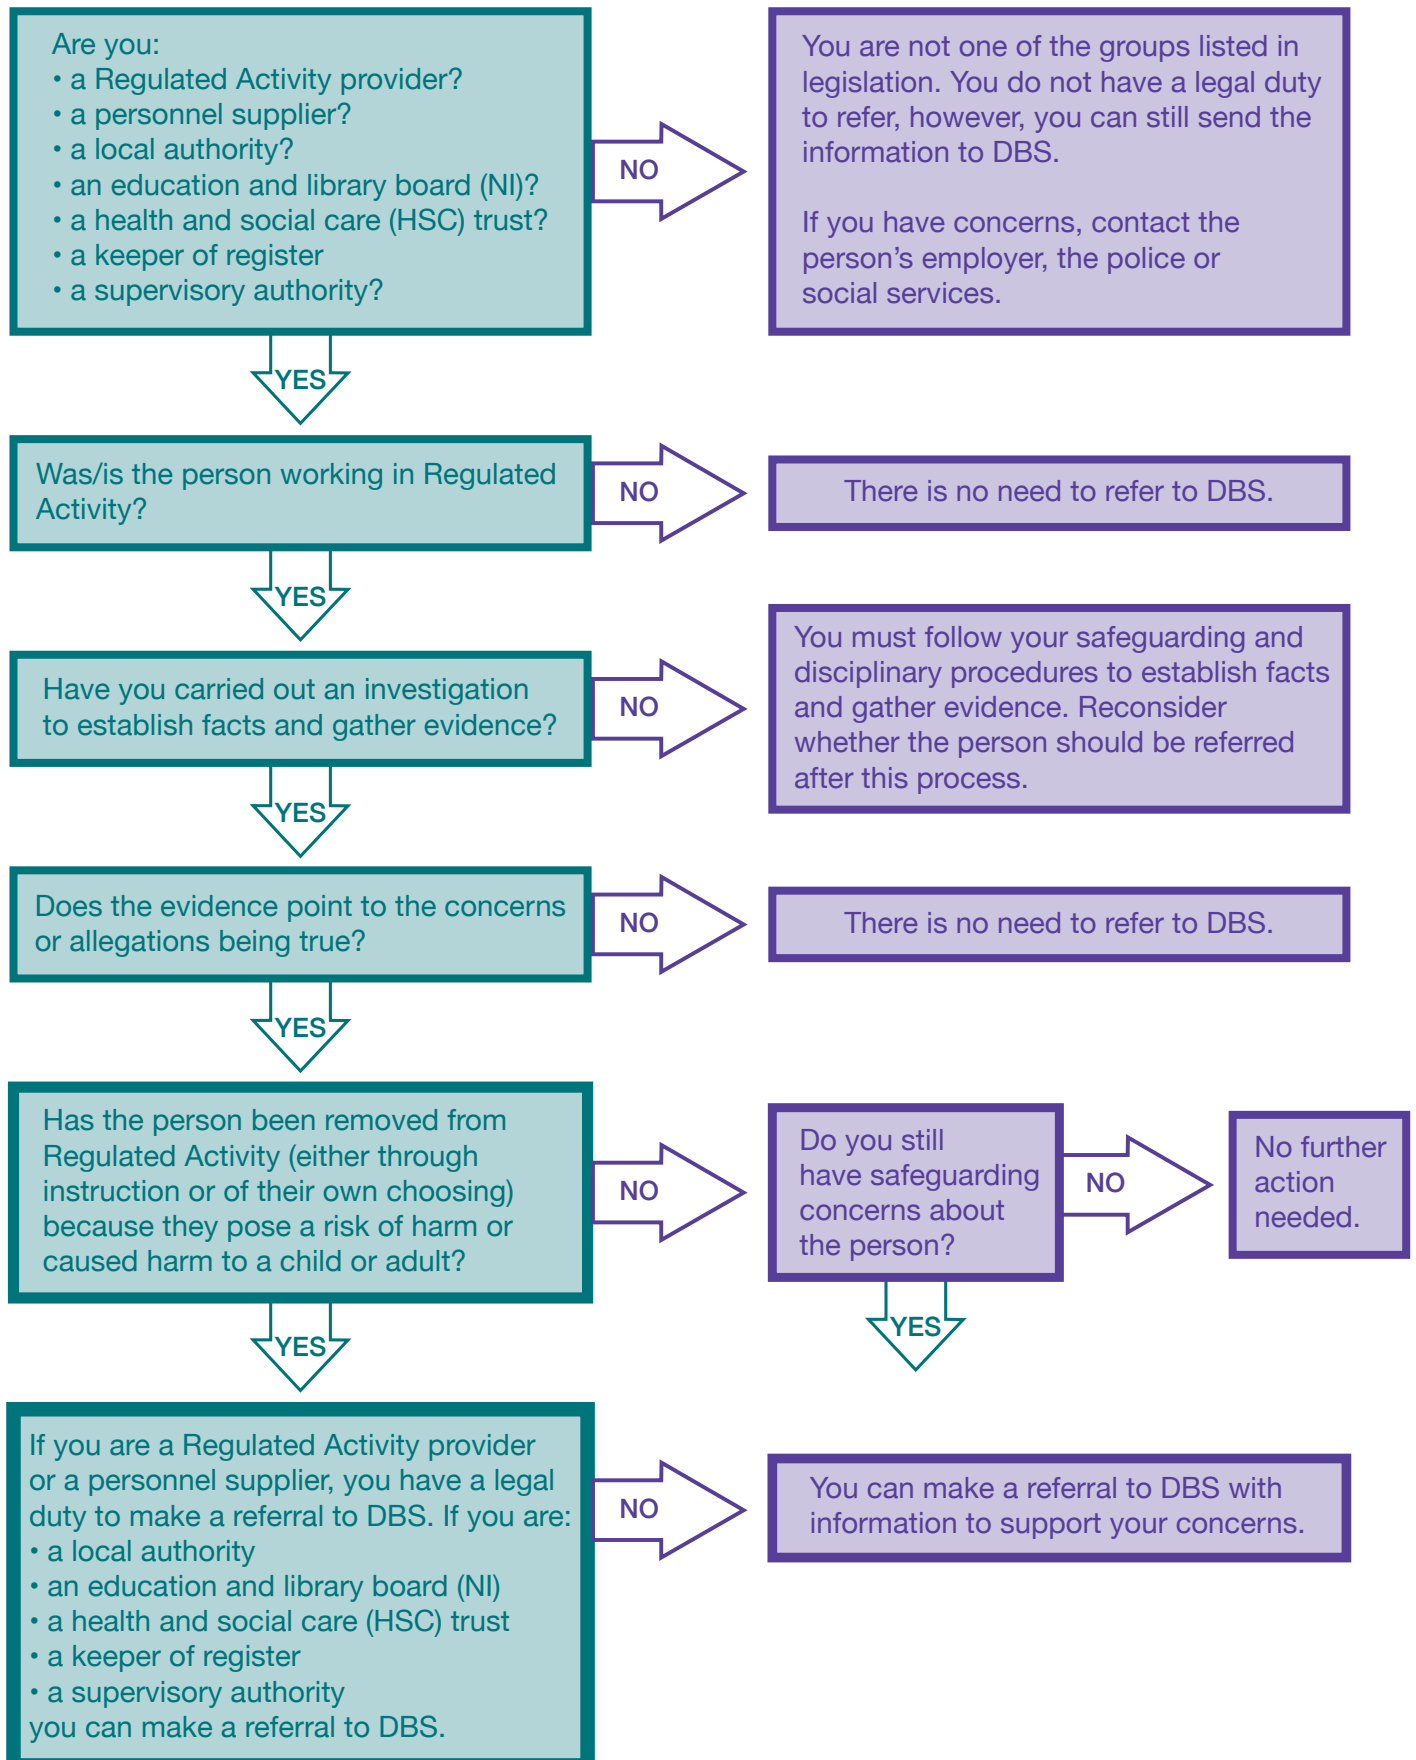 Are you:
• a Regulated Activity provider?
• a personnel supplier?
• a local authority?
• an education and library board (NI)?
• a health and social care (HSC) trust?
• a keeper of register
• a supervisory authority?
NO
You are not one of the groups listed in
legislation. You do not have a legal duty
to refer, however, you can still send the
information to DBS.
If you have concerns, contact the
person’s employer, the police or
social services.
YES
Was/is the person working in Regulated
Activity?
NO
There is no need to refer to DBS.
YES
Have you carried out an investigation
to establish facts and gather evidence?
NO
You must follow your safeguarding and
disciplinary procedures to establish facts
and gather evidence. Reconsider
whether the person should be referred
after this process.
YES
Does the evidence point to the concerns
or allegations being true?
NO
There is no need to refer to DBS.
YES
Has the person been removed from
Regulated Activity (either through
instruction or of their own choosing)
because they pose a risk of harm or
caused harm to a child or adult?
NO
Do you still
have safeguarding
concerns about
the person?
NO
No further
action
needed.
YES
YES
If you are a Regulated Activity provider
or a personnel supplier, you have a legal
duty to make a referral to DBS. If you are:
• a local authority
• an education and library board (NI)
• a health and social care (HSC) trust
• a keeper of register
• a supervisory authority
you can make a referral to DBS.
NO
You can make a referral to DBS with
information to support your concerns.